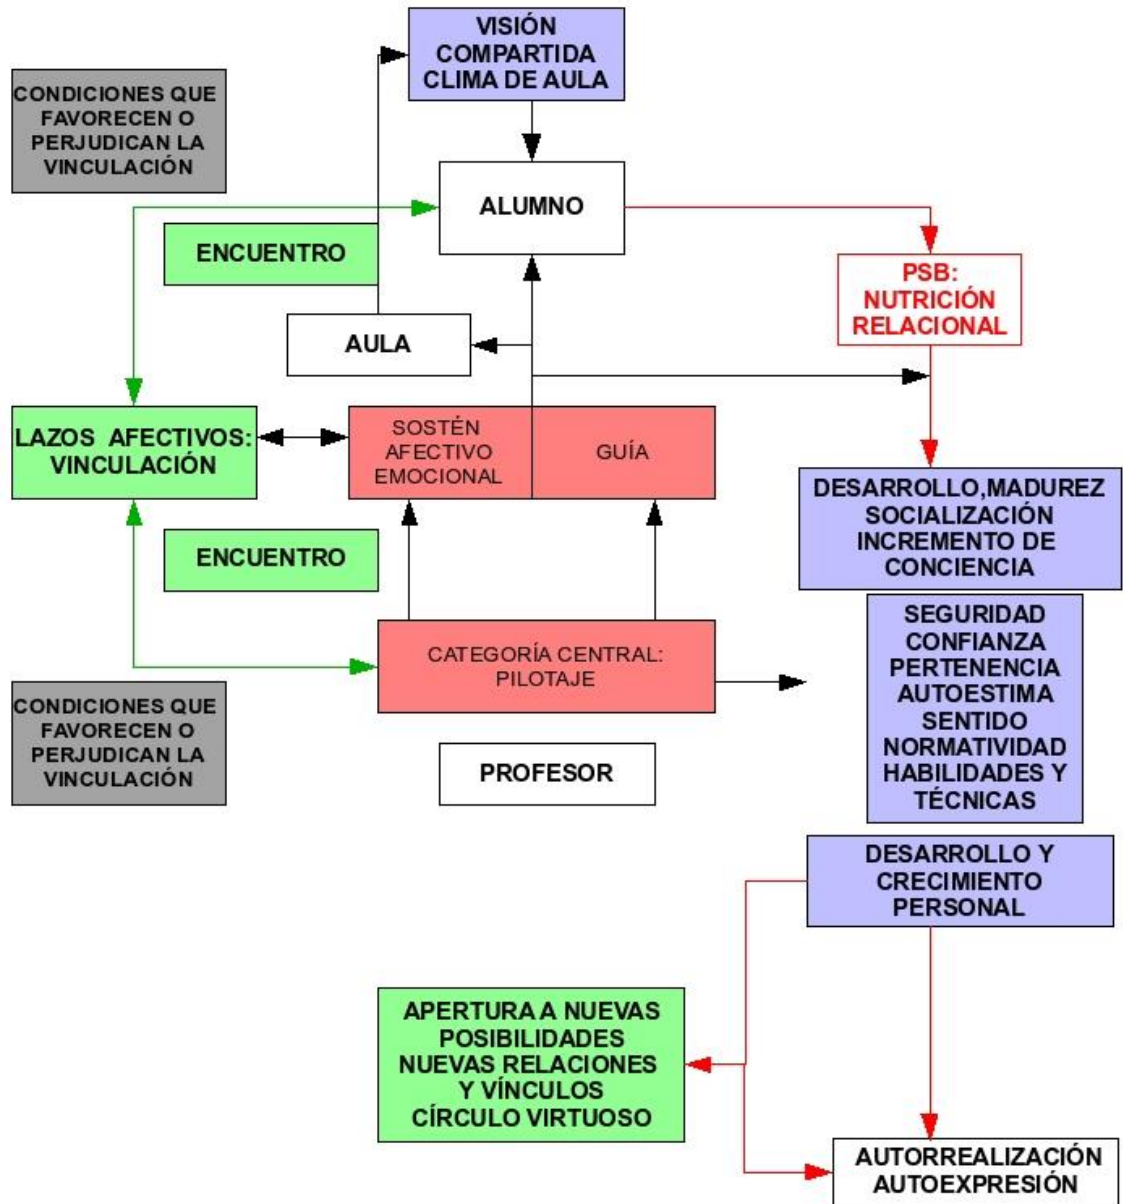 VISIÓN
COMPARTIDA
CLIMA DE AULA
CONDICIONES QUE
FAVORECEN O
PERJUDICAN LA
VINCULACIÓN
ALUMNO
ENCUENTRO
PSB:
NUTRICIÓN
RELACIONAL
AULA
LAZOS AFECTIVOS:
VINCULACIÓN
SOSTÉN
AFECTIVO
EMOCIONAL
GUÍA
DESARROLLO,MADUREZ
SOCIALIZACIÓN
INCREMENTO DE
CONCIENCIA
ENCUENTRO
SEGURIDAD
CONFIANZA
PERTENENCIA
AUTOESTIMA
SENTIDO
NORMATIVIDAD
HABILIDADES Y
TÉCNICAS
CATEGORÍA CENTRAL:
PILOTAJE
CONDICIONES QUE
FAVORECEN O
PERJUDICAN LA
VINCULACIÓN
PROFESOR
DESARROLLO Y
CRECIMIENTO
PERSONAL
APERTURA A NUEVAS
POSIBILIDADES
NUEVAS RELACIONES
Y VÍNCULOS
CÍRCULO VIRTUOSO
AUTORREALIZACIÓN
AUTOEXPRESIÓN